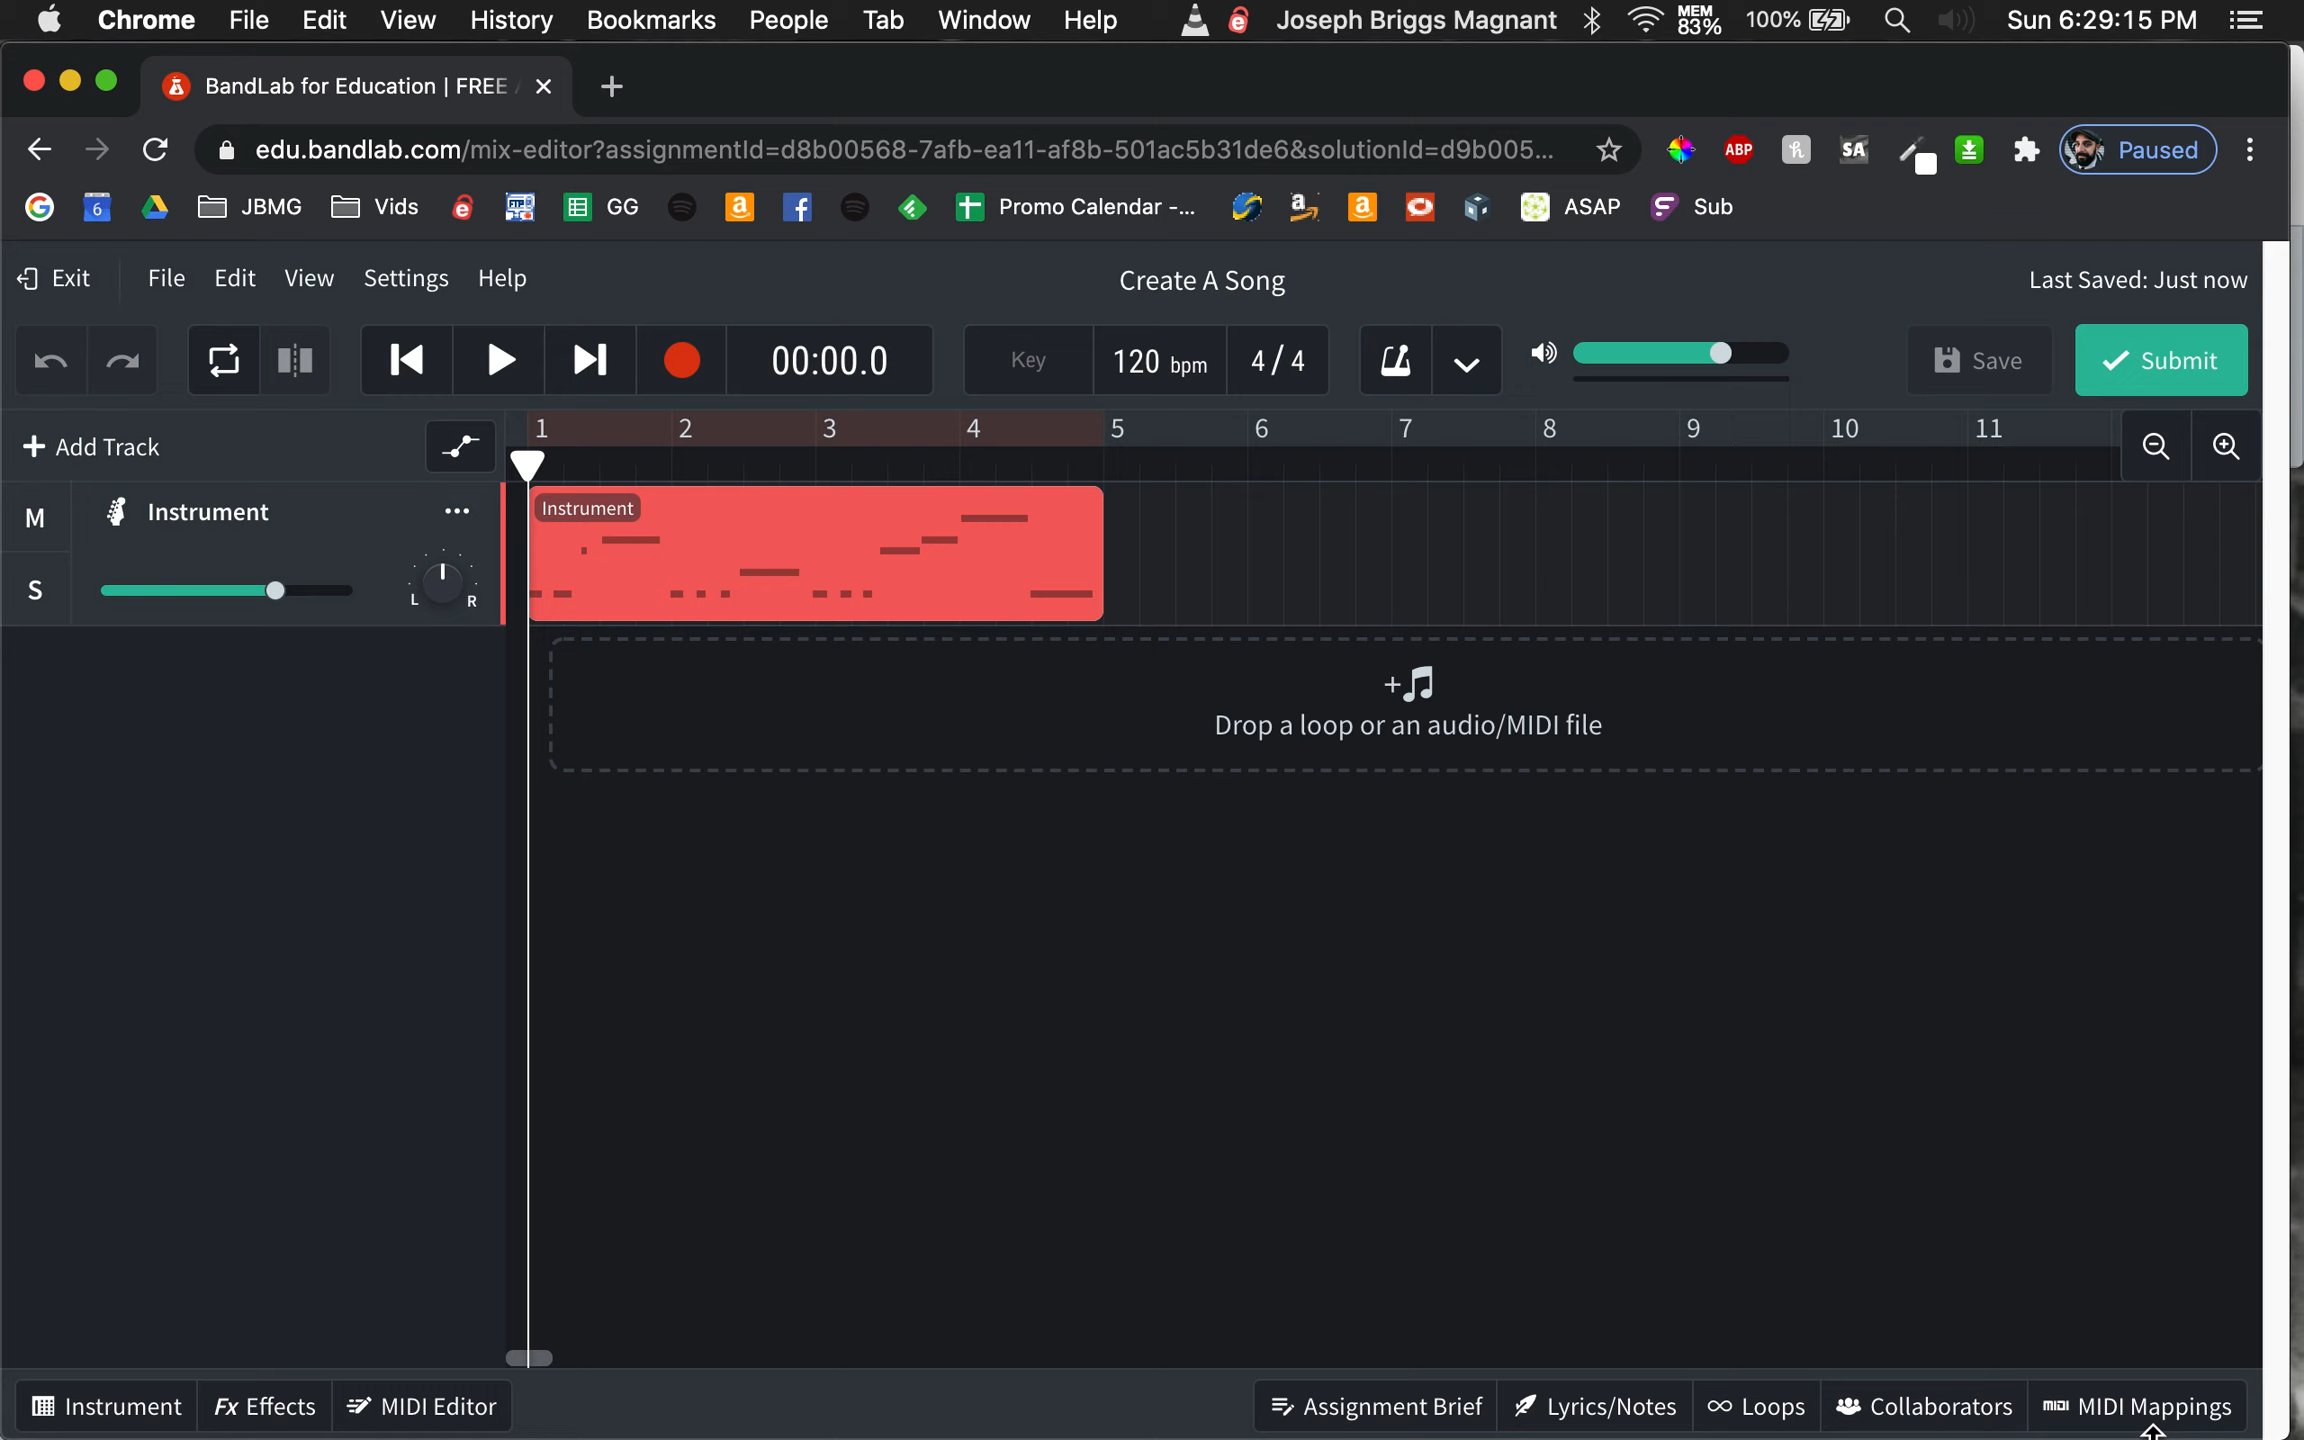 Chrome File Edit View History Bookmarks People Tab Window Help Joseph Briggs Magnant MEM 83% 100% Sun 6:29:15 PM
BandLab for Education | FREE
edu.bandlab.com/mix-editor?assignmentId=d8b00568-7afb-ea11-af8b-501ac5b31de6&solutionId=d9b005... ABP h SA Paused
G 6 JBMG Vids FTP GG a f Promo Calendar -... a a ASAP Sub
Exit File Edit View Settings Help Create A Song Last Saved: Just now
00:00.0 Key 120 bpm 4/4 Save Submit
+ Add Track 1 2 3 4 5 6 7 8 9 10 11
M Instrument ... Instrument
S L R
Drop a loop or an audio/MIDI file
Instrument Fx Effects MIDI Editor Assignment Brief Lyrics/Notes Loops Collaborators MIDI MIDI Mappings